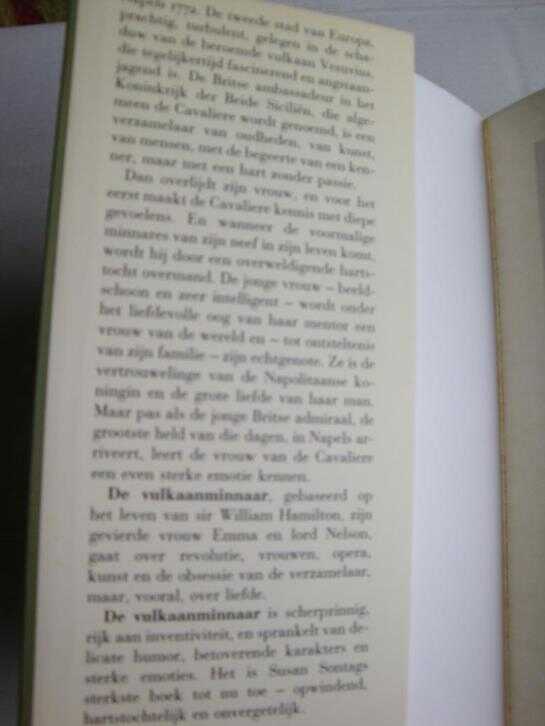 Napels 1772. De tweede stad van Europa,
prachtig, turbulent, gelegen in de scha-
duw van de beroemde vulkaan Vesuvius,
die tegelijkertijd fascinerend en angstaan-
jagend is. De Britse ambassadeur in het
Koninkrijk der Beide Siciliën, die alge-
meen de Cavaliere wordt genoemd, is een
verzamelaar van oudheden, van kunst,
van mensen, met de begeerte van een ken-
ner, maar met een hart zonder passie.
Dan overlijdt zijn vrouw, en voor het
eerst maakt de Cavaliere kennis met diepe
gevoelens. En wanneer de voormalige
minnares van zijn neef in zijn leven komt,
wordt hij door een overweldigende harts-
tocht overmand. De jonge vrouw – beeld-
schoon en zeer intelligent – wordt onder
het liefdevolle oog van haar mentor een
vrouw van de wereld en – tot ontsteltenis
van zijn familie – zijn echtgenote. Ze is de
vertrouwelinge van de Napolitaanse ko-
ningin en de grote liefde van haar man.
Maar pas als de jonge Britse admiraal, de
grootste held van die dagen, in Napels ar-
riveert, leert de vrouw van de Cavaliere
een even sterke emotie kennen.
De vulkaanminnaar, gebaseerd op
het leven van sir William Hamilton, zijn
gevierde vrouw Emma en lord Nelson,
gaat over revolutie, vrouwen, opera,
kunst en de obsessie van de verzamelaar,
maar, vooral, over liefde.
De vulkaanminnaar is scherpzinnig,
rijk aan inventiviteit, en sprankelt van de-
licate humor, betoverende karakters en
sterke emoties. Het is Susan Sontags
sterkste boek tot nu toe – opwindend,
hartstochtelijk en onvergetelijk.